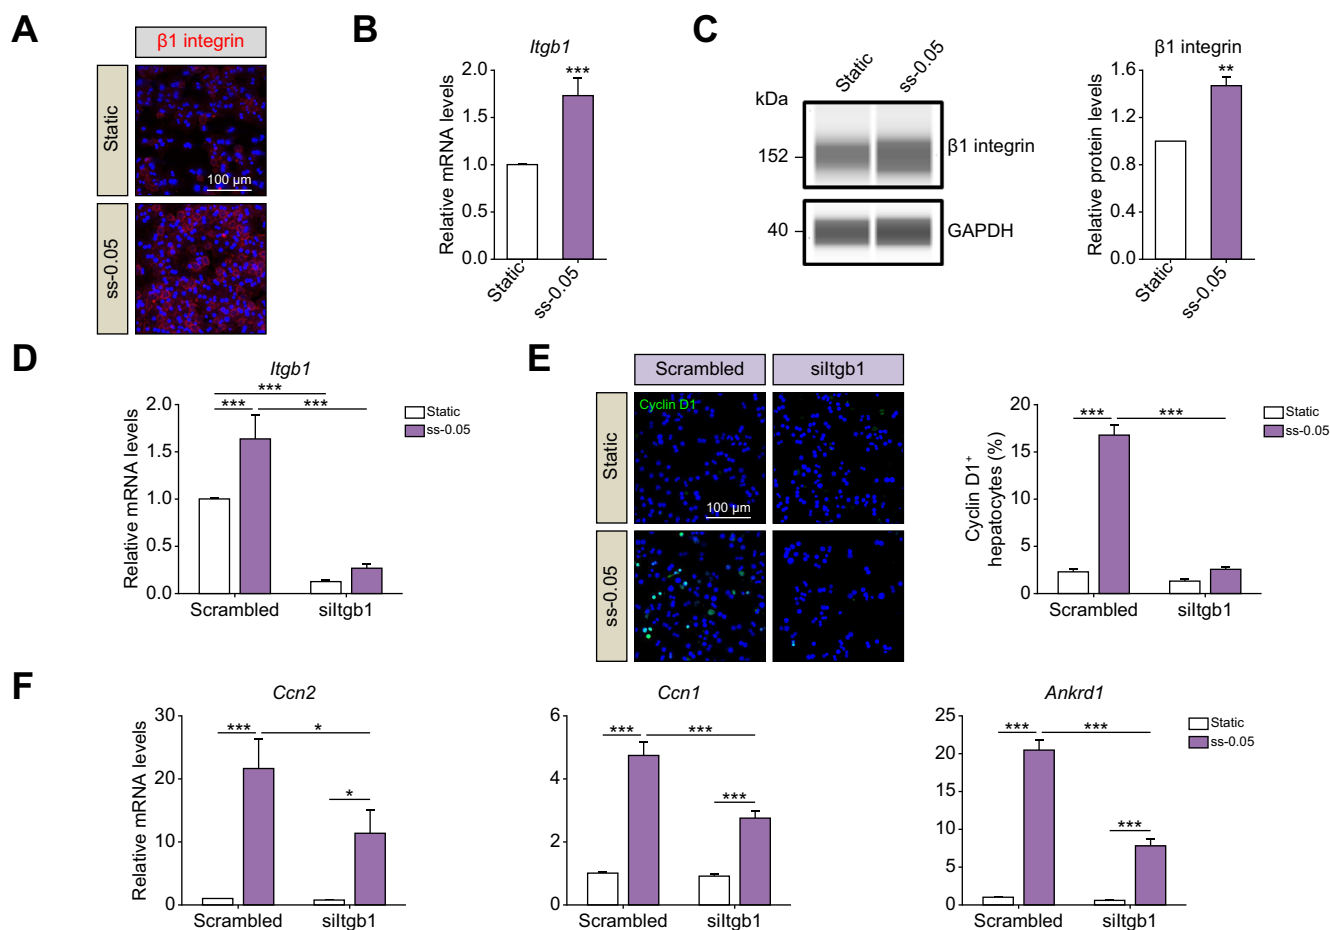 A
β1 integrin
Static
100 µm
ss-0.05
B
Itgb1
***
Relative mRNA levels
2.0
1.5
1.0
0.5
0.0
Static
ss-0.05
C
Static
ss-0.05
kDa
152
β1 integrin
40
GAPDH
β1 integrin
**
Relative protein levels
1.6
1.4
1.2
1.0
0.8
0.6
Static
ss-0.05
D
Itgb1
***
*** ***
Relative mRNA levels
2.0
1.5
1.0
0.5
0.0
Scrambled siItgb1
Static
ss-0.05
E
Scrambled siItgb1
Static
Cyclin D1
100 µm
ss-0.05
Cyclin D1+
hepatocytes (%)
20
15
10
5
0
*** ***
Scrambled siItgb1
Static
ss-0.05
F
Ccn2
Relative mRNA levels
30
20
10
0
*** *
*
Scrambled siItgb1
Ccn1
6
4
2
0
*** ***
***
Scrambled siItgb1
Ankrd1
25
20
15
10
5
0
*** ***
***
Scrambled siItgb1
Static
ss-0.05